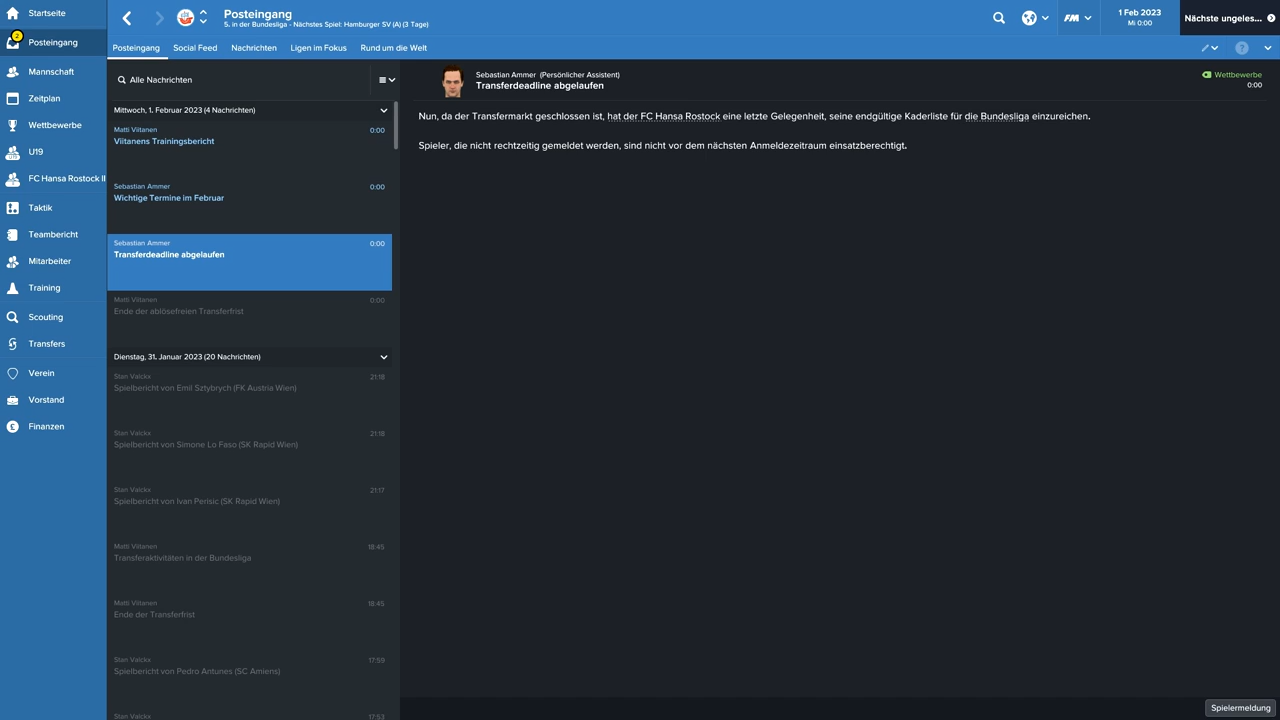 Startseite
2
Posteingang
Mannschaft
Zeitplan
Wettbewerbe
U19
FC Hansa Rostock II
Taktik
Teambericht
Mitarbeiter
Training
Scouting
Transfers
Verein
Vorstand
Finanzen
Posteingang
5. in der Bundesliga - Nächstes Spiel: Hamburger SV (A) (3 Tage)
FM
1 Feb 2023
Mi 0:00
Nächste ungeles...
Posteingang
Social Feed
Nachrichten
Ligen im Fokus
Rund um die Welt
Alle Nachrichten
Mittwoch, 1. Februar 2023 (4 Nachrichten)
Matti Viitanen 0:00
Viitanens Trainingsbericht
Sebastian Ammer 0:00
Wichtige Termine im Februar
Sebastian Ammer 0:00
Transferdeadline abgelaufen
Matti Viitanen 0:00
Ende der ablösefreien Transferfrist
Dienstag, 31. Januar 2023 (20 Nachrichten)
Stan Valckx 21:18
Spielbericht von Emil Sztybrych (FK Austria Wien)
Stan Valckx 21:18
Spielbericht von Simone Lo Faso (SK Rapid Wien)
Stan Valckx 21:17
Spielbericht von Ivan Perisic (SK Rapid Wien)
Matti Viitanen 18:45
Transferaktivitäten in der Bundesliga
Matti Viitanen 18:45
Ende der Transferfrist
Stan Valckx 17:59
Spielbericht von Pedro Antunes (SC Amiens)
Stan Valckx 17:53
Sebastian Ammer (Persönlicher Assistent)
Transferdeadline abgelaufen
Wettbewerbe
0:00
Nun, da der Transfermarkt geschlossen ist, hat der FC Hansa Rostock eine letzte Gelegenheit, seine endgültige Kaderliste für die Bundesliga einzureichen.
Spieler, die nicht rechtzeitig gemeldet werden, sind nicht vor dem nächsten Anmeldezeitraum einsatzberechtigt.
Spielermeldung